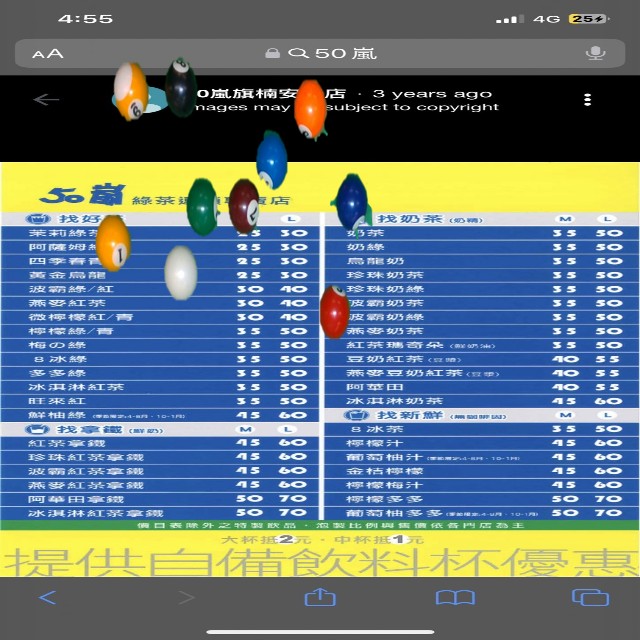 4:55
4G 25
AA
50 嵐
0嵐旗楠安 店 · 3 years ago
mages may subject to copyright
50嵐 綠茶 店
找好 L
茉莉綠 25 30
阿薩姆 25 30
四季春 25 30
黃金烏龍 25 30
波霸綠/紅 30 40
燕麥紅茶 30 40
微檸檬紅/青 30 40
檸檬綠/青 35 50
梅の綠 35 50
8冰綠 35 50
多多綠 35 50
冰淇淋紅茶 35 50
旺來紅 35 50
鮮柚綠 45 60
找拿鐵 (鮮奶) M L
紅茶拿鐵 45 60
珍珠紅茶拿鐵 45 60
波霸紅茶拿鐵 45 60
燕麥紅茶拿鐵 45 60
阿華田拿鐵 50 70
冰淇淋紅茶拿鐵 50 70
找奶茶 (奶精) M L
奶茶 35 50
奶綠 35 50
烏龍奶 35 50
珍珠奶茶 35 50
珍珠奶綠 35 50
波霸奶茶 35 50
波霸奶綠 35 50
燕麥奶茶 35 50
紅茶瑪奇朵 35 50
豆奶紅茶 40 55
燕麥豆奶紅茶 40 55
阿華田 40 55
冰淇淋奶茶 45 60
找新鮮 M L
8冰茶 35 50
檸檬汁 45 60
葡萄柚汁 45 60
金桔檸檬 45 60
檸檬梅汁 45 60
檸檬多多 50 70
葡萄柚多多 50 70
價目表除外之特製飲品，泡製比例與售價依各門店為主
大杯抵2元·中杯抵1元
提供自備飲料杯優惠